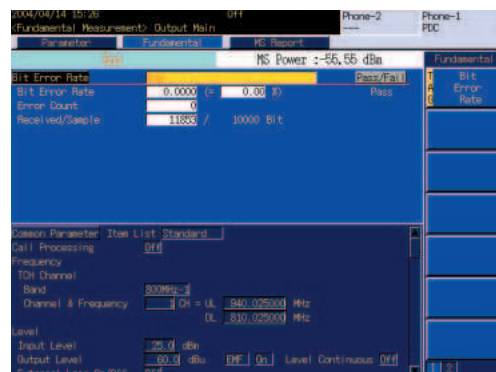 2004/04/14 15:26 Off Phone-2 Phone-1
<Fundamental Measurement> Output Main ---- PDC
Parameter Fundamental MS Report
Off MS Power :-55.55 dBm Fundamental
Bit Error Rate Pass/Fail
Bit Error Rate 0.0000 (= 0.00 %) Pass
Error Count 0
Received/Sample 11853 / 10000 Bit
TAG Bit Error Rate
Common Parameter Item List Standard
Call Processing Off
Frequency
TCH Channel
Band 800MHz-1
Channel & Frequency 1 CH = UL 940.025000 MHz
DL 810.025000 MHz
Level
Input Level 25.0 dBm
Output Level 60.0 dBu EMF On Level Continuous Off
1 2